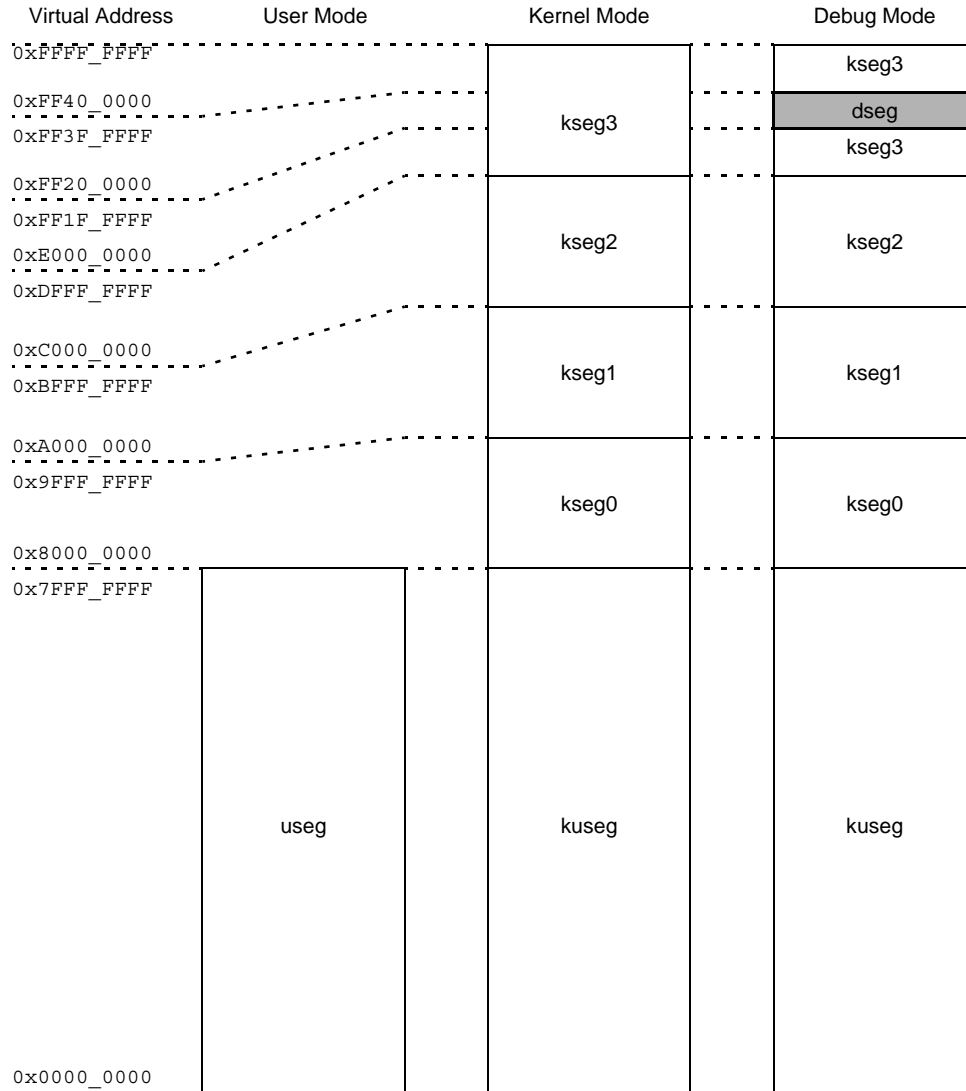 Virtual Address User Mode Kernel Mode Debug Mode
0xFFFF_FFFF
kseg3
0xFF40_0000
dseg
kseg3
0xFF3F_FFFF
kseg3
0xFF20_0000
0xFF1F_FFFF
0xE000_0000
kseg2 kseg2
0xDFFF_FFFF
0xC000_0000
kseg1 kseg1
0xBFFF_FFFF
0xA000_0000
0x9FFF_FFFF
kseg0 kseg0
0x8000_0000
0x7FFF_FFFF
useg kuseg kuseg
0x0000_0000